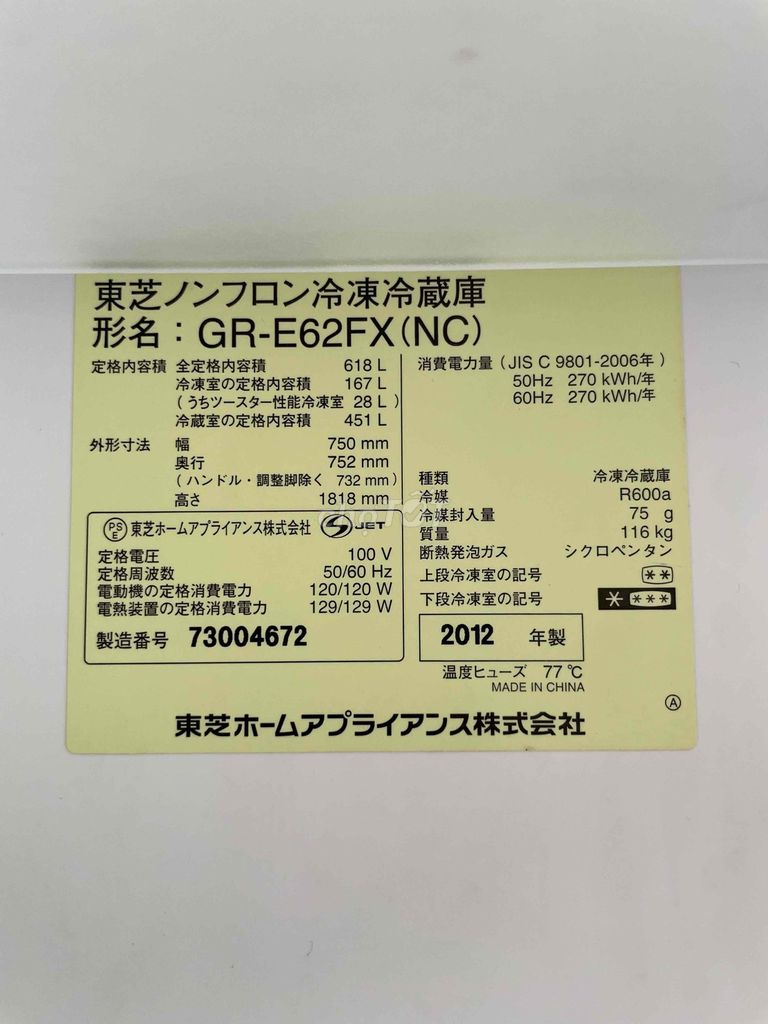 東芝ノンフロン冷凍冷蔵庫
形名：GR-E62FX(NC)
定格内容積 全定格内容積 618 L
冷凍室の定格内容積 167 L
(うちツースター性能冷凍室 28 L)
冷蔵室の定格内容積 451 L
外形寸法 幅 750 mm
奥行 752 mm
(ハンドル・調整脚除く 732 mm)
高さ 1818 mm
PSE 東芝ホームアプライアンス株式会社 JET
定格電圧 100 V
定格周波数 50/60 Hz
電動機の定格消費電力 120/120 W
電熱装置の定格消費電力 129/129 W
製造番号 73004672
消費電力量 (JIS C 9801-2006年)
50Hz 270 kWh/年
60Hz 270 kWh/年
種類 冷凍冷蔵庫
冷媒 R600a
冷媒封入量 75 g
質量 116 kg
断熱発泡ガス シクロペンタン
上段冷凍室の記号 **
下段冷凍室の記号 * ***
2012 年製
温度ヒューズ 77℃
MADE IN CHINA
A
東芝ホームアプライアンス株式会社